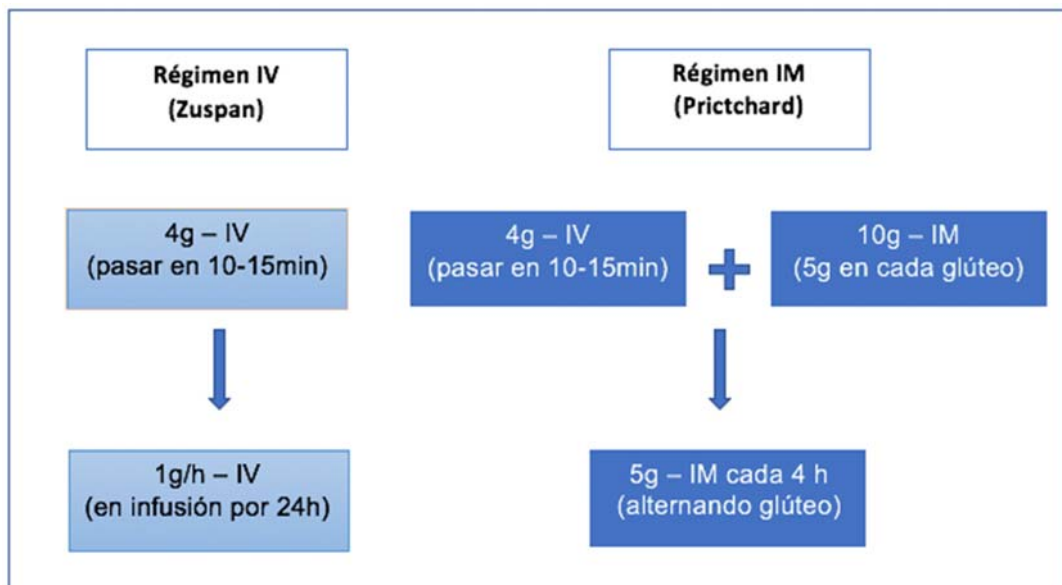 Régimen IV
(Zuspan)
Régimen IM
(Prictchard)
4g – IV
(pasar en 10-15min)
4g – IV
(pasar en 10-15min)
10g – IM
(5g en cada glúteo)
1g/h – IV
(en infusión por 24h)
5g – IM cada 4 h
(alternando glúteo)